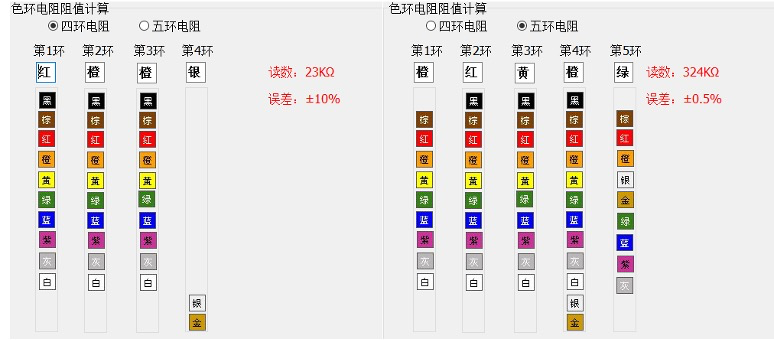 色环电阻阻值计算
四环电阻 五环电阻
第1环 第2环 第3环 第4环
红 橙 橙 银 读数：23KΩ
误差：±10%
黑 黑 黑
棕 棕 棕
红 红 红
橙 橙 橙
黄 黄 黄
绿 绿 绿
蓝 蓝 蓝
紫 紫 紫
灰 灰 灰
白 白 白
银
金
色环电阻阻值计算
四环电阻 五环电阻
第1环 第2环 第3环 第4环 第5环
橙 红 黄 橙 绿 读数：324KΩ
误差：±0.5%
黑 黑 黑
棕 棕 棕 棕 棕
红 红 红 红 红
橙 橙 橙 橙 橙
黄 黄 黄 黄 银
绿 绿 绿 绿 金
蓝 蓝 蓝 蓝 绿
紫 紫 紫 紫 蓝
灰 灰 灰 灰 紫
白 白 白 白 灰
银
金